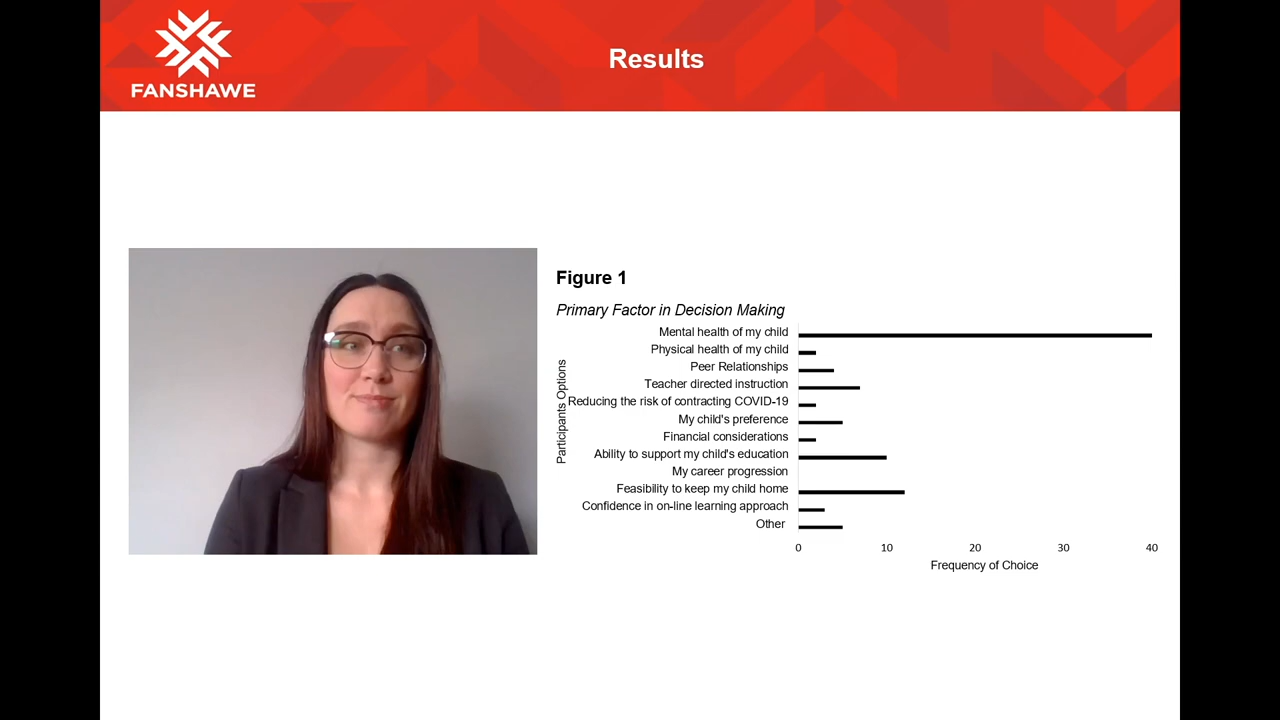 FANSHAWE
Results
Figure 1
Primary Factor in Decision Making
Participants Options
Mental health of my child
Physical health of my child
Peer Relationships
Teacher directed instruction
Reducing the risk of contracting COVID-19
My child's preference
Financial considerations
Ability to support my child's education
My career progression
Feasibility to keep my child home
Confidence in on-line learning approach
Other
0 10 20 30 40
Frequency of Choice